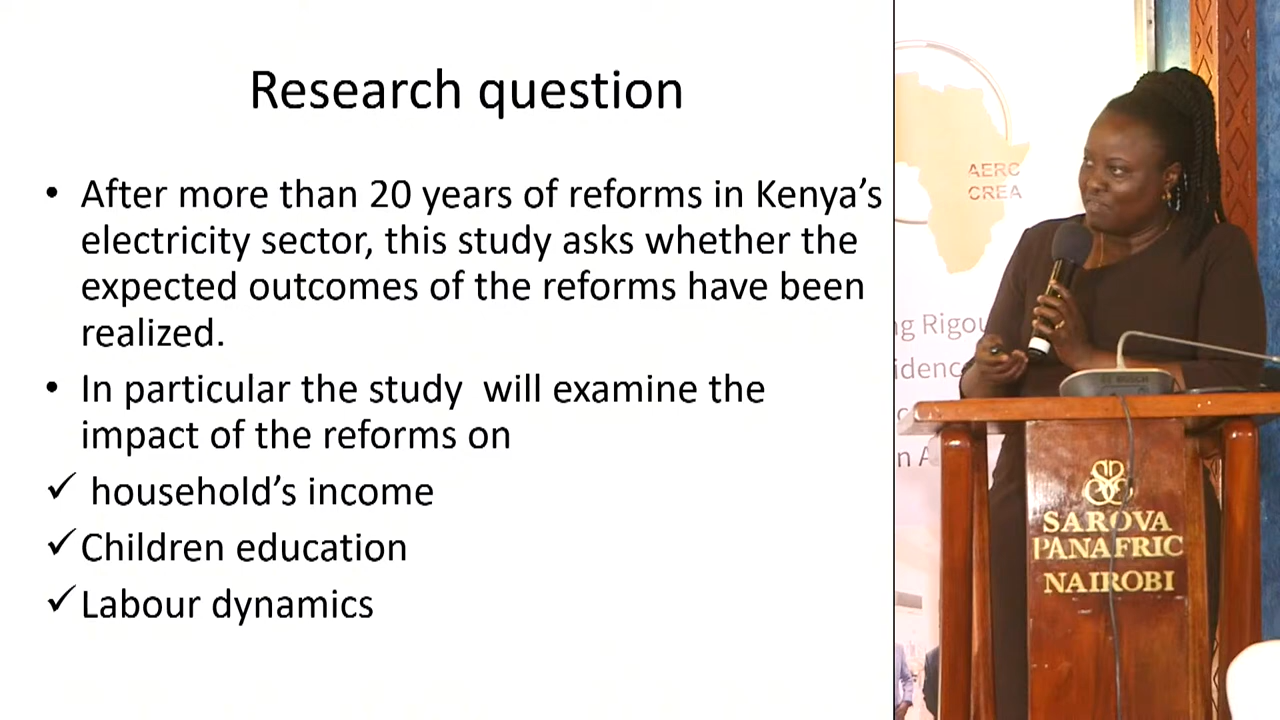 Research question
• After more than 20 years of reforms in Kenya’s
electricity sector, this study asks whether the
expected outcomes of the reforms have been
realized.
• In particular the study  will examine the
impact of the reforms on
✓ household’s income
✓ Children education
✓ Labour dynamics
AERC
CREA
SAROVA
PANAFRIC
NAIROBI